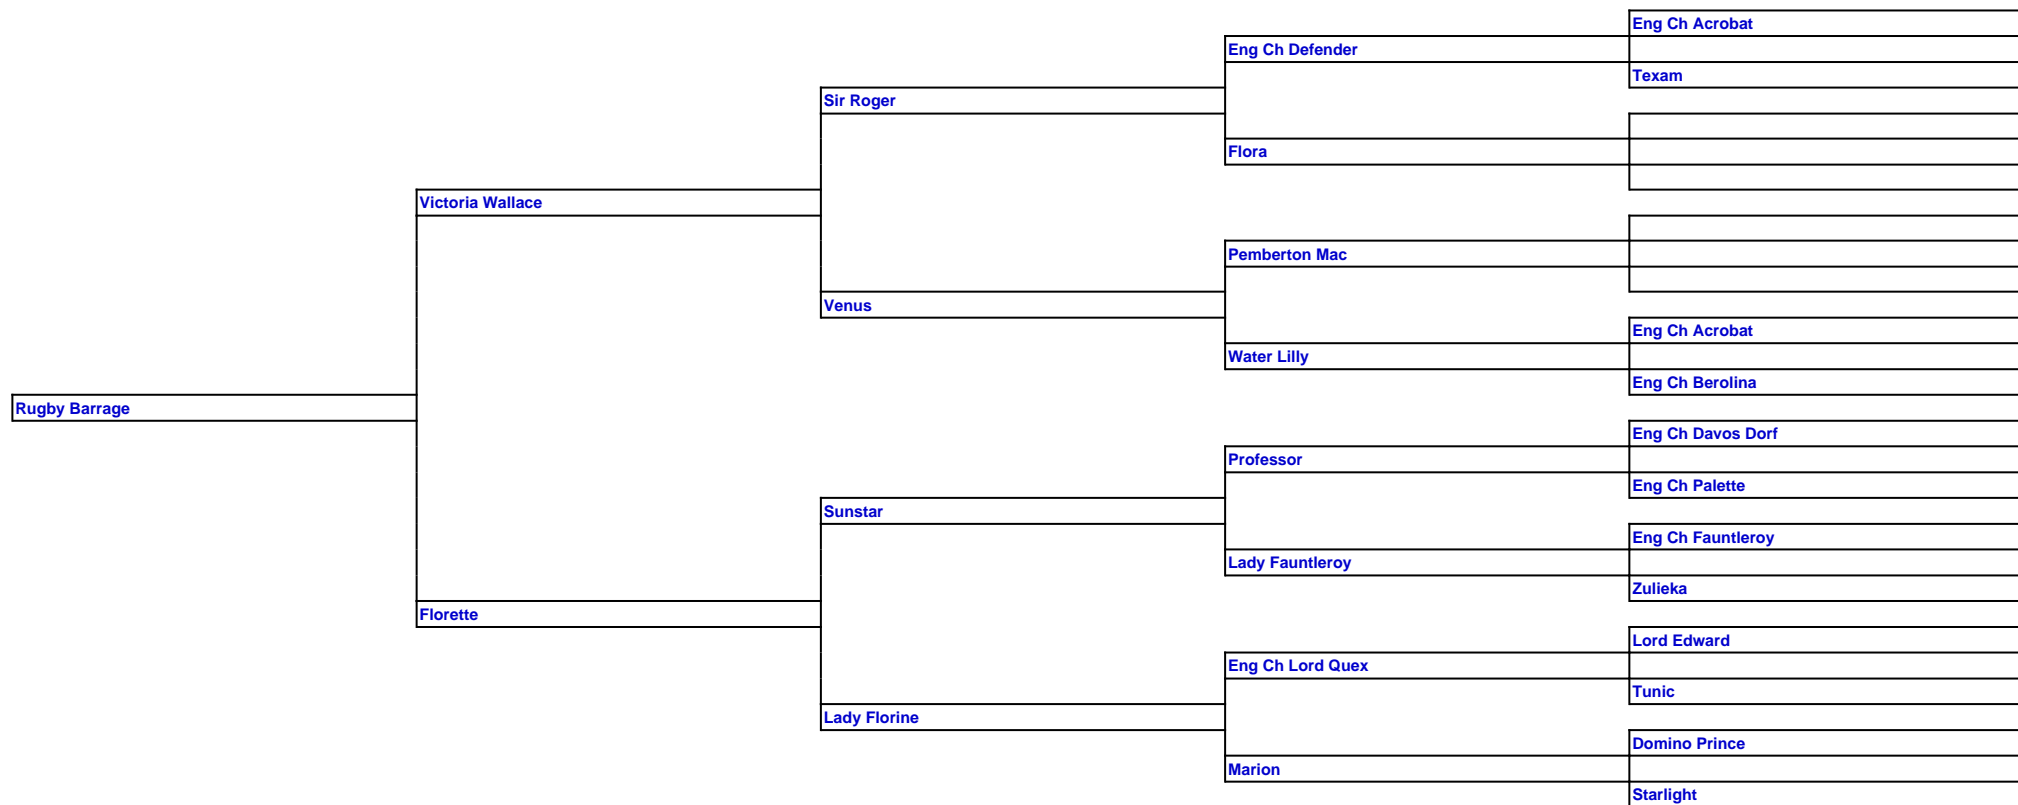 Eng Ch Acrobat
Eng Ch Defender
Texam
Sir Roger
Flora
Victoria Wallace
Pemberton Mac
Venus
Eng Ch Acrobat
Water Lilly
Eng Ch Berolina
Rugby Barrage
Eng Ch Davos Dorf
Professor
Eng Ch Palette
Sunstar
Eng Ch Fauntleroy
Lady Fauntleroy
Zulieka
Florette
Lord Edward
Eng Ch Lord Quex
Tunic
Lady Florine
Domino Prince
Marion
Starlight